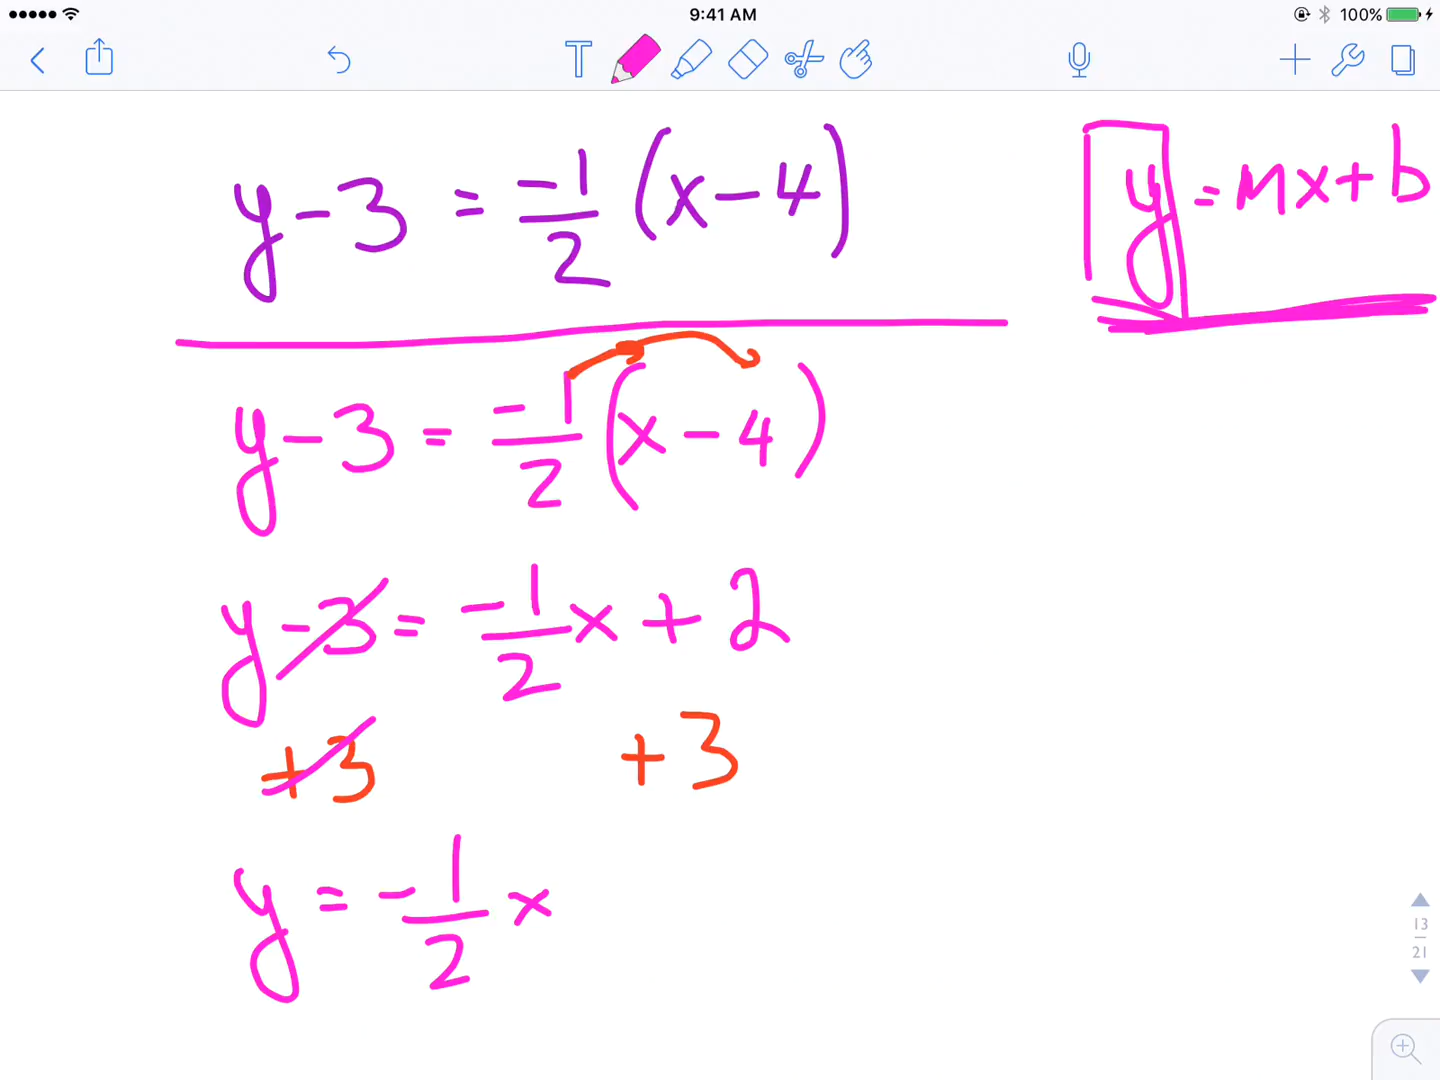 9:41 AM
100%
T
y-3 = -1/2 (x-4)
y = mx+b
y-3 = -1/2 (x-4)
y-3 = -1/2 x + 2
+3 +3
y = -1/2 x
13
21